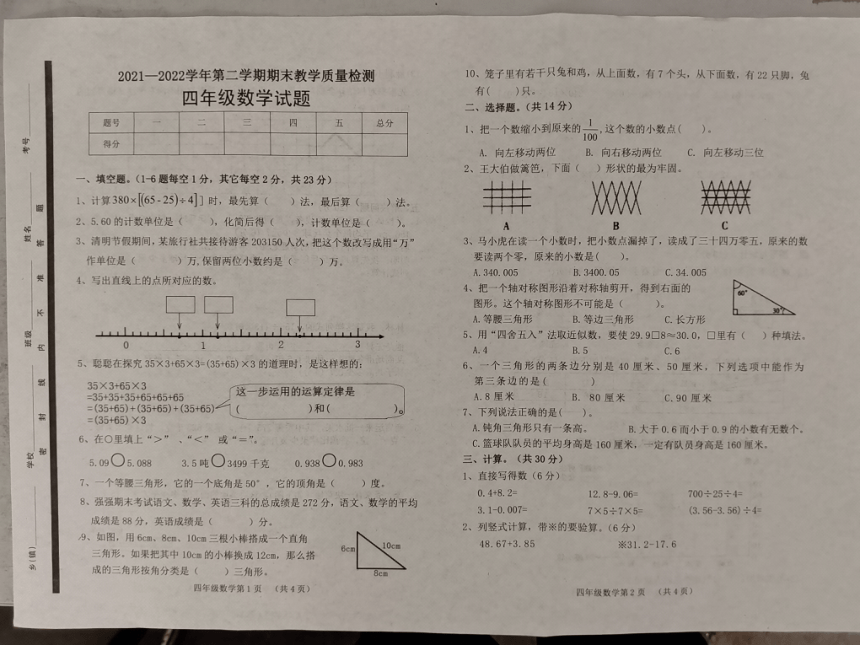 考号
姓名
班级
学校
乡(镇)
密 封 线 内 不 准 答 题
2021—2022学年第二学期期末教学质量检测
四年级数学试题
题号 一 二 三 四 五 总分
得分
一、填空题。(1-6题每空1分,其它每空2分,共23分)
1、计算380×[(65-25)÷4]] 时,最先算( )法,最后算( )法。
2、5.60的计数单位是( ),化简后得( ),计数单位是( )。
3、清明节假期间,某旅行社共接待游客203150人次,把这个数改写成用“万”
作单位是( )万,保留两位小数约是( )万。
4、写出直线上的点所对应的数。
0 1 2 3
5、聪聪在探究35×3+65×3=(35+65)×3的道理时,是这样想的:
35×3+65×3
=35+35+35+65+65+65
=(35+65)+(35+65)+(35+65)
=(35+65)×3
这一步运用的运算定律是
( )和( )。
6、在○里填上“>”、“<”或“=”。
5.09○5.088 3.5吨○3499千克 0.938○0.983
7、一个等腰三角形,它的一个底角是50°,它的顶角是( )度。
8、强强期末考试语文、数学、英语三科的总成绩是272分,语文、数学的平均
成绩是88分,英语成绩是( )分。
9、如图,用6cm、8cm、10cm三根小棒搭成一个直角
三角形。如果把其中10cm的小棒换成12cm,那么搭
成的三角形按角分类是( )三角形。
6cm 10cm
8cm
四年级数学第1页 (共4页)
10、笼子里有若干只兔和鸡,从上面数,有7个头,从下面数,有22只脚,兔
有( )只。
二、选择题。(共14分)
1、把一个数缩小到原来的1/100,这个数的小数点( )。
A. 向左移动两位 B. 向右移动两位 C. 向左移动三位
2、王大伯做篱笆,下面( )形状的最为牢固。
A B C
3、马小虎在读一个小数时,把小数点漏掉了,读成了三十四万零五。原来的数
要读两个零,原来的小数是( )。
A.340.005 B.3400.05 C.34.005
4、把一个轴对称图形沿着对称轴剪开,得到右面的
图形。这个轴对称图形不可能是( )。
A.等腰三角形 B.等边三角形 C.长方形
60° 30°
5、用“四舍五入”法取近似数,要使29.9□8≈30.0,□里有( )种填法。
A.4 B.5 C.6
6、一个三角形的两条边分别是40厘米、50厘米。下列选项中能作为
第三条边的是( )
A.8厘米 B. 80厘米 C.90厘米
7、下列说法正确的是( )。
A.钝角三角形只有一条高。 B.大于0.6而小于0.9的小数有无数个。
C.篮球队队员的平均身高是160厘米,一定有队员身高是160厘米。
三、计算。(共30分)
1、直接写得数(6分)
0.4+8.2= 12.8-9.06= 700÷25÷4=
3.1-0.007= 7×5÷7×5= (3.56-3.56)÷4=
2、列竖式计算,带※的要验算。(6分)
48.67+3.85 ※31.2-17.6
四年级数学第2页 (共4页)